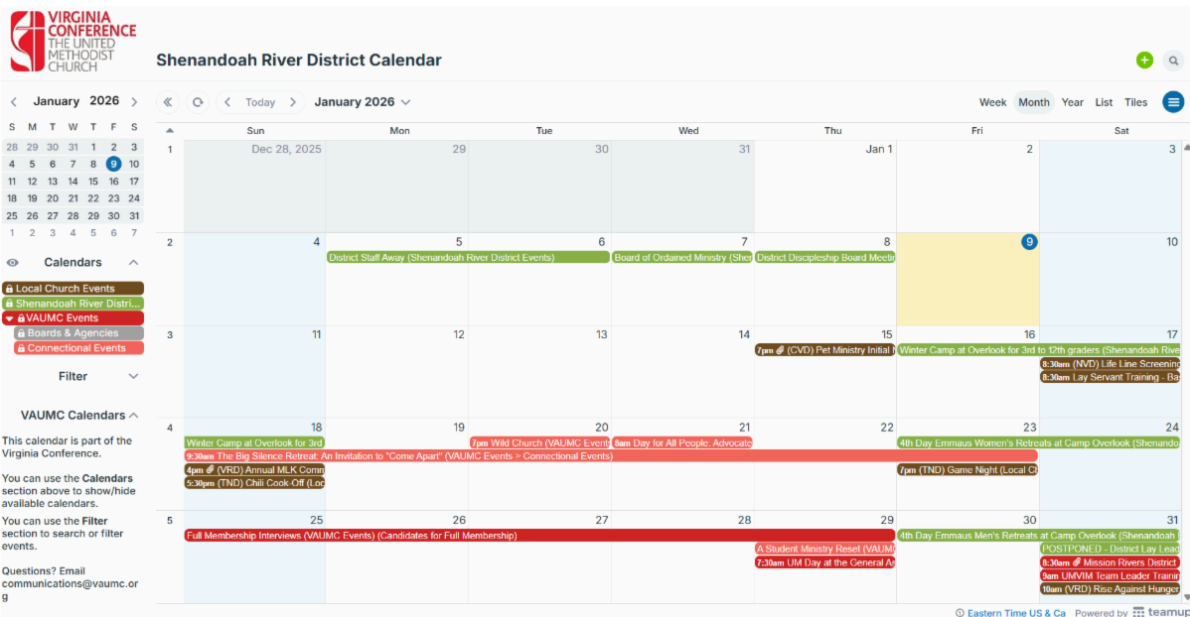 VIRGINIA
CONFERENCE
THE UNITED
METHODIST
CHURCH
Shenandoah River District Calendar
January 2026
S M T W T F S
28 29 30 31 1 2 3
4 5 6 7 8 9 10
11 12 13 14 15 16 17
18 19 20 21 22 23 24
25 26 27 28 29 30 31
1 2 3 4 5 6 7
Calendars
Local Church Events
Shenandoah River Distri...
VAUMC Events
Boards & Agencies
Connectional Events
Filter
VAUMC Calendars
This calendar is part of the
Virginia Conference.
You can use the Calendars
section above to show/hide
available calendars.
You can use the Filter
section to search or filter
events.
Questions? Email
communications@vaumc.or
g
Today January 2026 Week Month Year List Tiles
Sun Mon Tue Wed Thu Fri Sat
1 Dec 28, 2025 29 30 31 Jan 1 2 3
2 4 5 6 7 8 9 10
District Staff Away (Shenandoah River District Events) Board of Ordained Ministry (Sher District Discipleship Board Meetin
3 11 12 13 14 15 16 17
7pm (CVD) Pet Ministry Initial Winter Camp at Overlook for 3rd to 12th graders (Shenandoah Rive
8:30am (NVD) Life Line Screening
8:30am Lay Servant Training - Ba
4 18 19 20 21 22 23 24
Winter Camp at Overlook for 3rd 7pm Wild Church (VAUMC Event 8am Day for All People: Advocate 4th Day Emmaus Women's Retreats at Camp Overlook (Shenando
9:30am The Big Silence Retreat: An Invitation to "Come Apart" (VAUMC Events > Connectional Events)
4pm (VRD) Annual MLK Comm 7pm (TND) Game Night (Local Ch
5:30pm (TND) Chili Cook-Off (Loc
5 25 26 27 28 29 30 31
Full Membership Interviews (VAUMC Events) (Candidates for Full Membership) 4th Day Emmaus Men's Retreats at Camp Overlook (Shenandoah
A Student Ministry Reset (VAUMC POSTPONED - District Lay Lead
7:30am UM Day at the General As 8:30am Mission Rivers District
9am UMVIM Team Leader Trainin
10am (VRD) Rise Against Hunger
Eastern Time US & Ca Powered by teamup